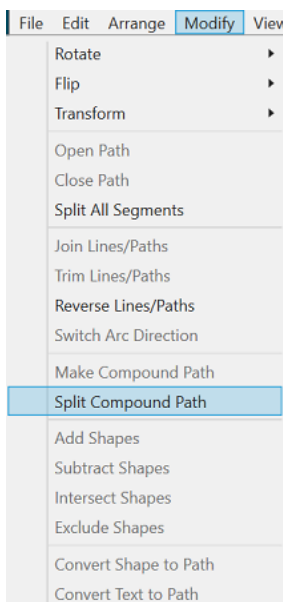 File Edit Arrange Modify View
Rotate
Flip
Transform
Open Path
Close Path
Split All Segments
Join Lines/Paths
Trim Lines/Paths
Reverse Lines/Paths
Switch Arc Direction
Make Compound Path
Split Compound Path
Add Shapes
Subtract Shapes
Intersect Shapes
Exclude Shapes
Convert Shape to Path
Convert Text to Path